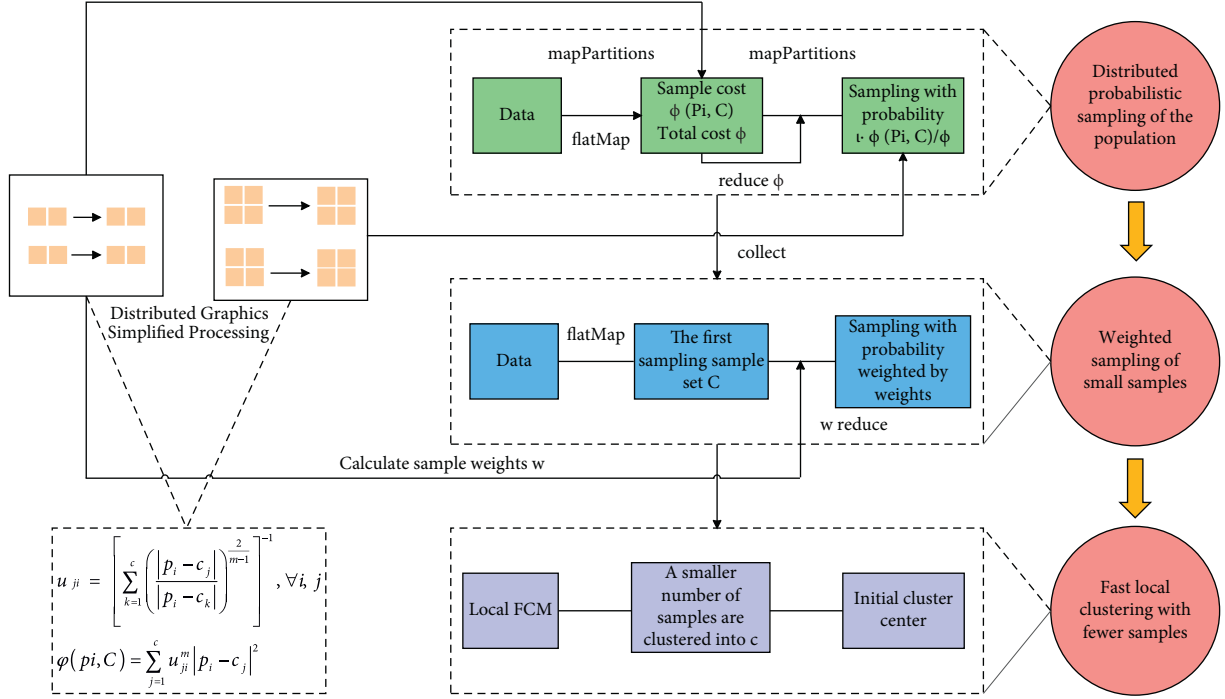 mapPartitions
mapPartitions
Data
flatMap
Sample cost
ϕ (Pi, C)
Total cost ϕ
Sampling with
probability
ι· ϕ (Pi, C)/ϕ
reduce ϕ
Distributed
probabilistic
sampling of the
population
collect
Distributed Graphics
Simplified Processing
Data
flatMap
The first
sampling sample
set C
Sampling with
probability
weighted by
weights
w reduce
Weighted
sampling of
small samples
Calculate sample weights w
u_{ji} = [∑_{k=1}^{c} (|p_i − c_j| / |p_i − c_k|)^{2/(m−1)}]^{−1}, ∀i, j
φ(pi, C) = ∑_{j=1}^{c} u_{ji}^{m} |p_i − c_j|^2
Local FCM
A smaller
number of
samples are
clustered into c
Initial cluster
center
Fast local
clustering with
fewer samples